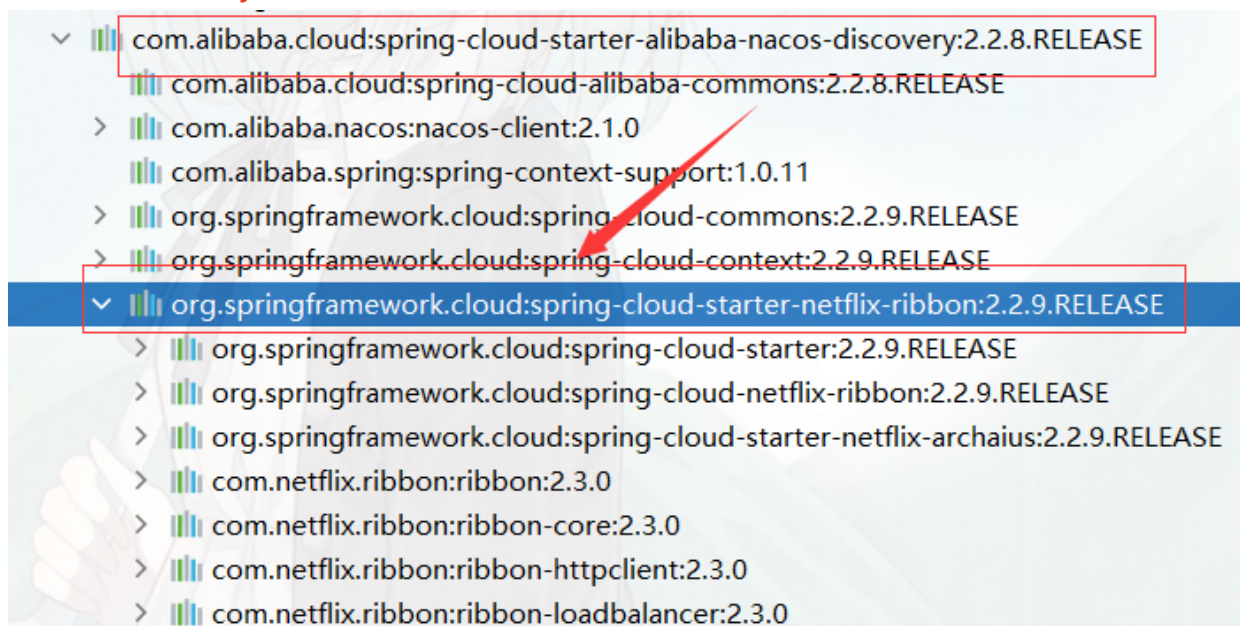 com.alibaba.cloud:spring-cloud-starter-alibaba-nacos-discovery:2.2.8.RELEASE
com.alibaba.cloud:spring-cloud-alibaba-commons:2.2.8.RELEASE
com.alibaba.nacos:nacos-client:2.1.0
com.alibaba.spring:spring-context-support:1.0.11
org.springframework.cloud:spring-cloud-commons:2.2.9.RELEASE
org.springframework.cloud:spring-cloud-context:2.2.9.RELEASE
org.springframework.cloud:spring-cloud-starter-netflix-ribbon:2.2.9.RELEASE
org.springframework.cloud:spring-cloud-starter:2.2.9.RELEASE
org.springframework.cloud:spring-cloud-netflix-ribbon:2.2.9.RELEASE
org.springframework.cloud:spring-cloud-starter-netflix-archaius:2.2.9.RELEASE
com.netflix.ribbon:ribbon:2.3.0
com.netflix.ribbon:ribbon-core:2.3.0
com.netflix.ribbon:ribbon-httpclient:2.3.0
com.netflix.ribbon:ribbon-loadbalancer:2.3.0